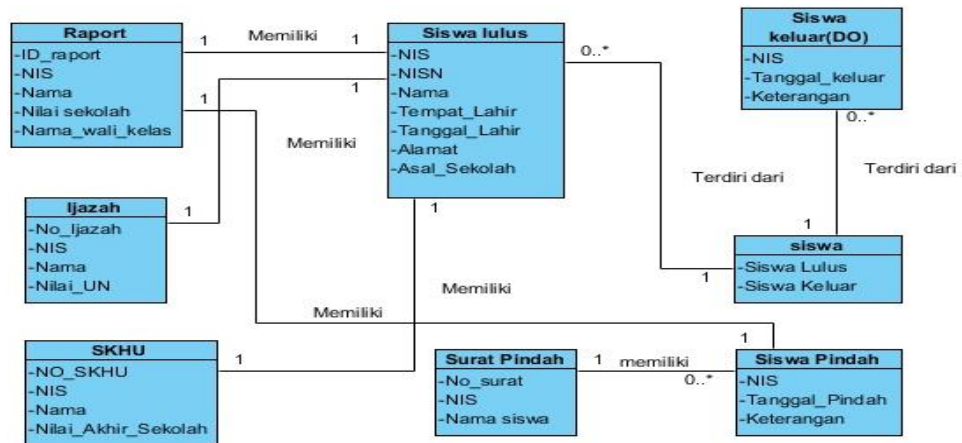 Raport
-ID_raport
-NIS
-Nama
-Nilai sekolah
-Nama_wali_kelas
1
Memiliki
1
1
Siswa lulus
-NIS
-NISN
-Nama
-Tempat_Lahir
-Tanggal_Lahir
-Alamat
-Asal_Sekolah
0..*
1
Memiliki
1
Siswa
keluar(DO)
-NIS
-Tanggal_keluar
-Keterangan
0..*
Terdiri dari
Terdiri dari
1
Ijazah
-No_Ijazah
-NIS
-Nama
-Nilai_UN
1
siswa
-Siswa Lulus
-Siswa Keluar
1
Memiliki
Memiliki
SKHU
-NO_SKHU
-NIS
-Nama
-Nilai_Akhir_Sekolah
1
Surat Pindah
-No_surat
-NIS
-Nama siswa
1
memiliki
0..*
1
Siswa Pindah
-NIS
-Tanggal_Pindah
-Keterangan